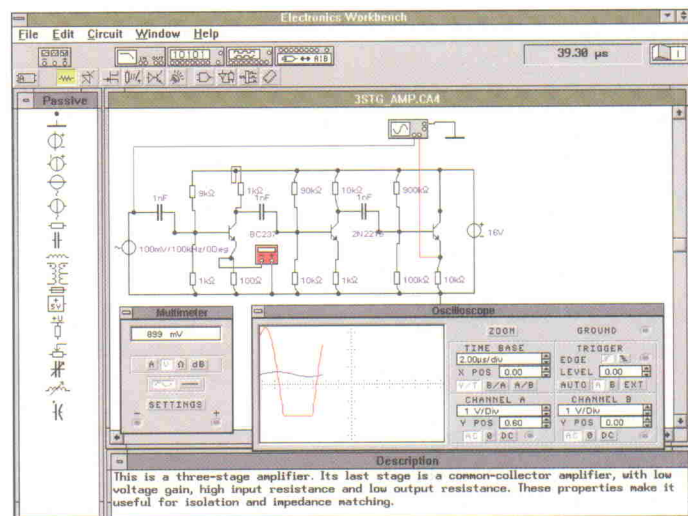 Electronics Workbench
File Edit Circuit Window Help
10101
A|B
39.30 µs
Passive
3STG_AMP.CA4
9kΩ
1kΩ
90kΩ
10kΩ
900kΩ
1nF
1nF
1nF
BC237
16V
100mV/100kHz/0Deg
1kΩ
100Ω
10kΩ
1kΩ
100kΩ
10kΩ
5V
+U
Multimeter
899 mV
A V Ω dB
SETTINGS
- +
Oscilloscope
ZOOM GROUND
TIME BASE
2.00µs/div
X POS 0.00
Y/T B/A A/B
TRIGGER
EDGE
LEVEL 0.00
AUTO A B EXT
CHANNEL A
1 V/Div
Y POS 0.60
AC 0 DC
CHANNEL B
1 V/Div
Y POS 0.00
AC 0 DC
Description
This is a three-stage amplifier. Its last stage is a common-collector amplifier, with low
voltage gain, high input resistance and low output resistance. These properties make it
useful for isolation and impedance matching.